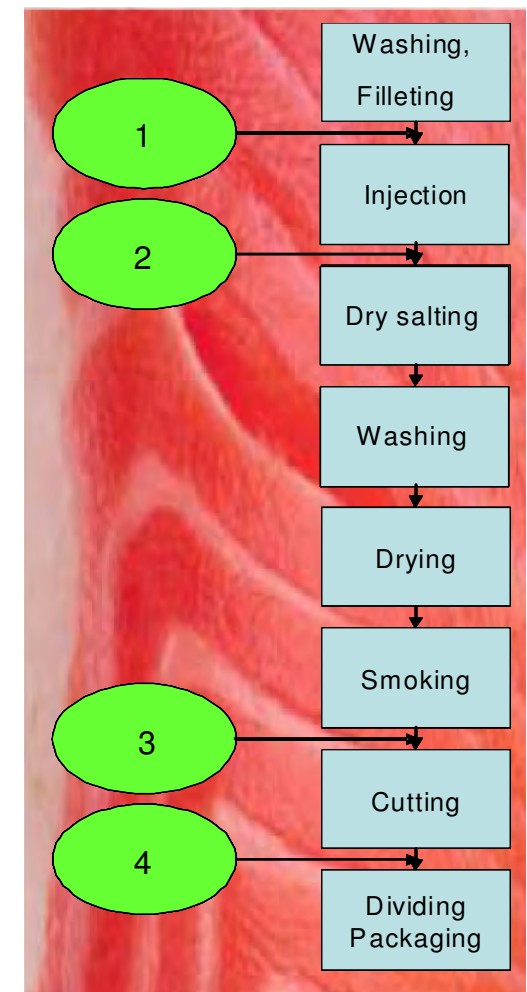 Washing,
Filleting
1
Injection
2
Dry salting
Washing
Drying
Smoking
3
Cutting
4
Dividing
Packaging